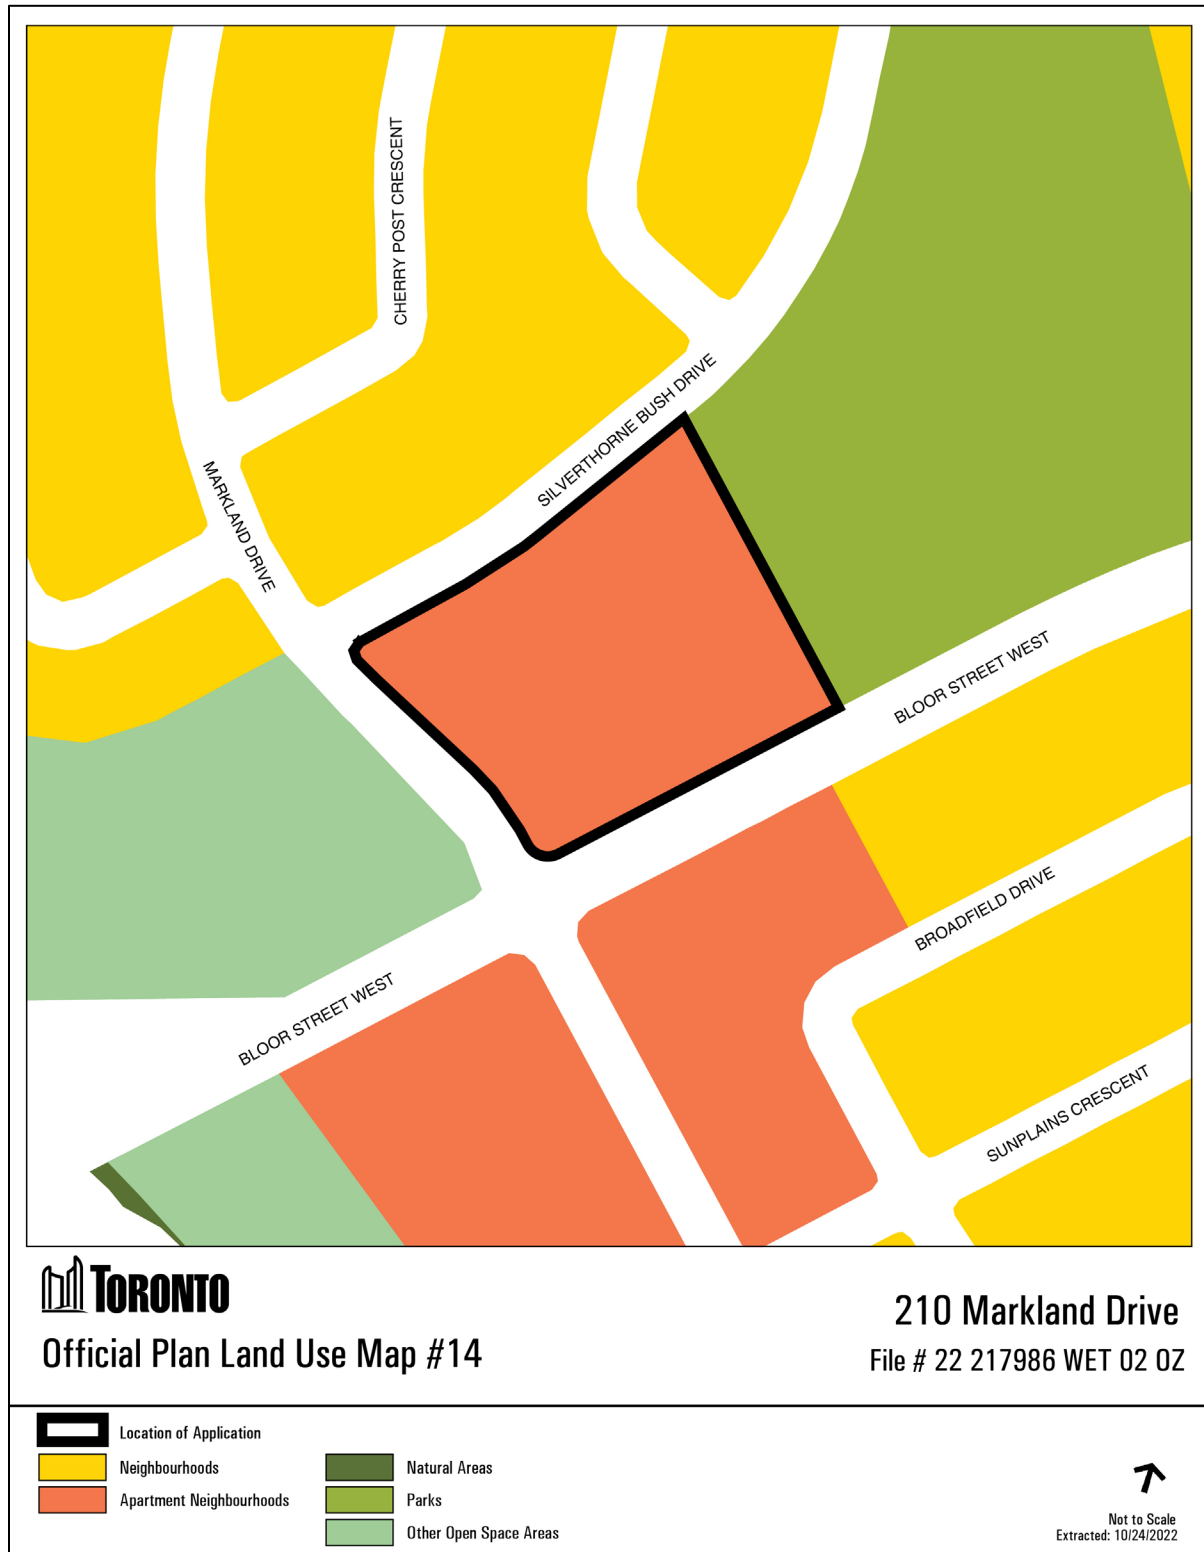 CHERRY POST CRESCENT
SILVERTHORNE BUSH DRIVE
MARKLAND DRIVE
BLOOR STREET WEST
BROADFIELD DRIVE
BLOOR STREET WEST
SUNPLAINS CRESCENT
TORONTO
210 Markland Drive
Official Plan Land Use Map #14
File # 22 217986 WET 02 OZ
Location of Application
Neighbourhoods
Apartment Neighbourhoods
Natural Areas
Parks
Other Open Space Areas
Not to Scale
Extracted: 10/24/2022